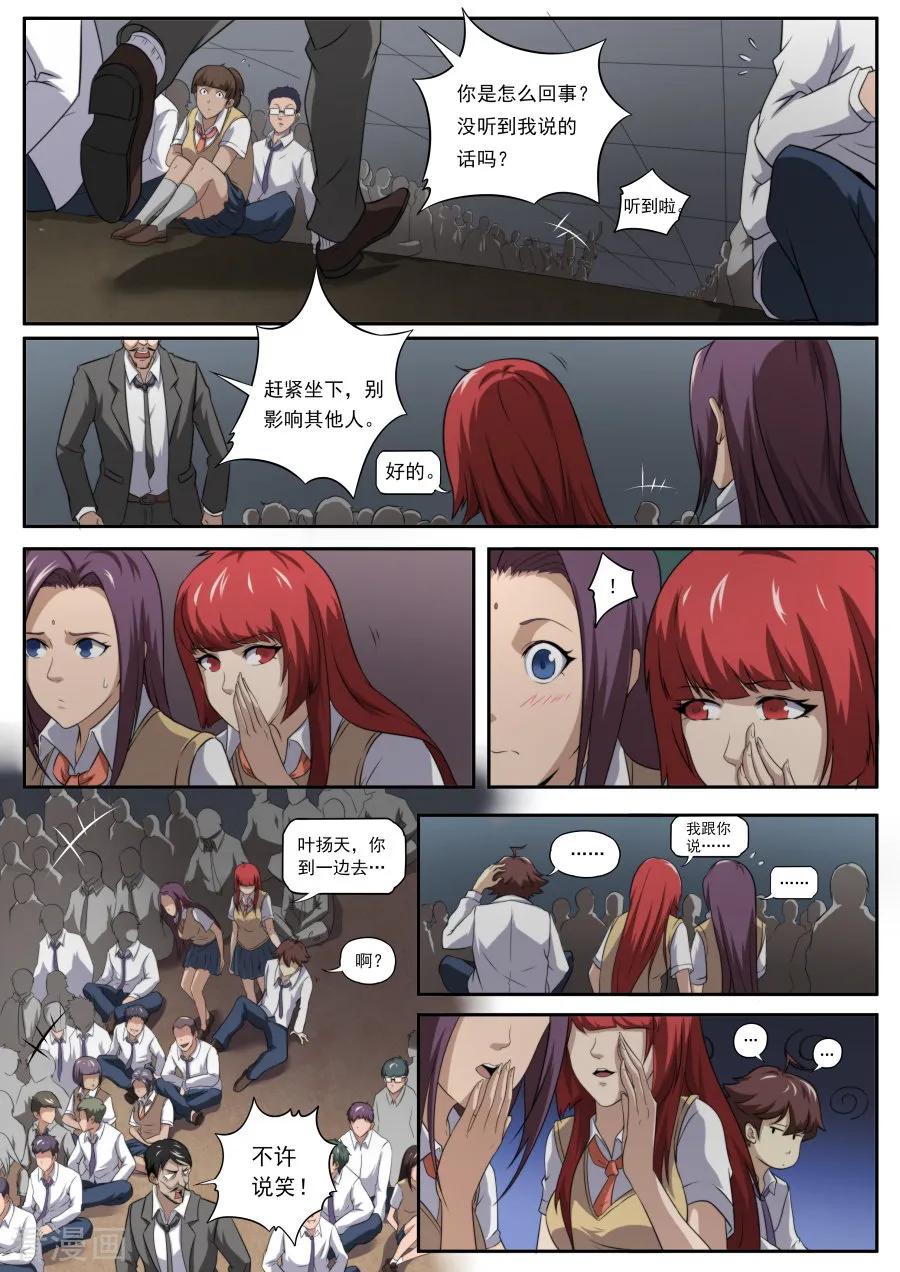 你是怎么回事？
没听到我说的
话吗？
听到啦。
赶紧坐下，别
影响其他人。
好的。
！
叶扬天，你
到一边去…
啊？
不许
说笑！
……
我跟你
说……
……
…
…
漫画